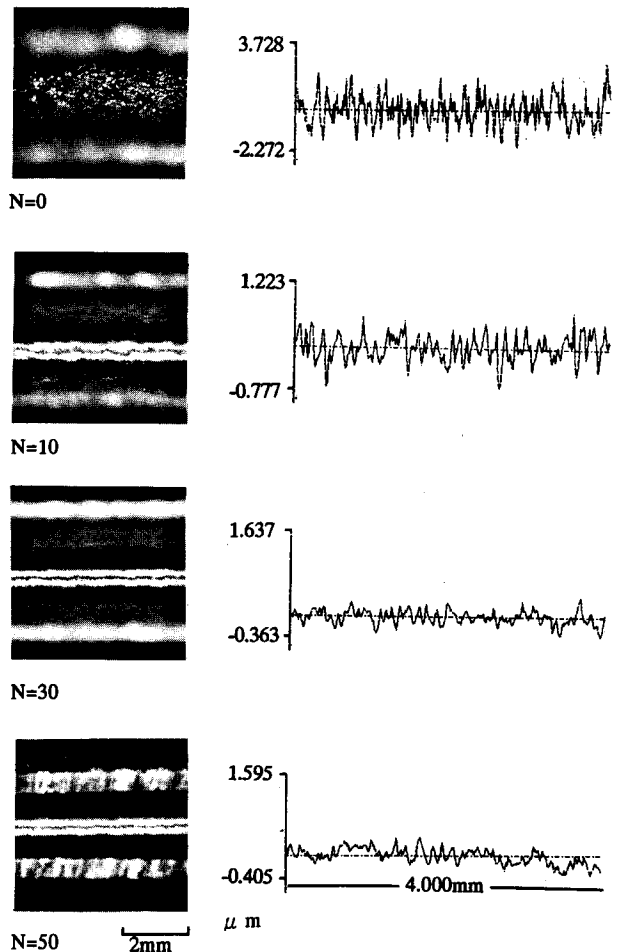 3.728
-2.272
N=0
1.223
-0.777
N=10
1.637
-0.363
N=30
1.595
-0.405
4.000mm
μ m
N=50
2mm